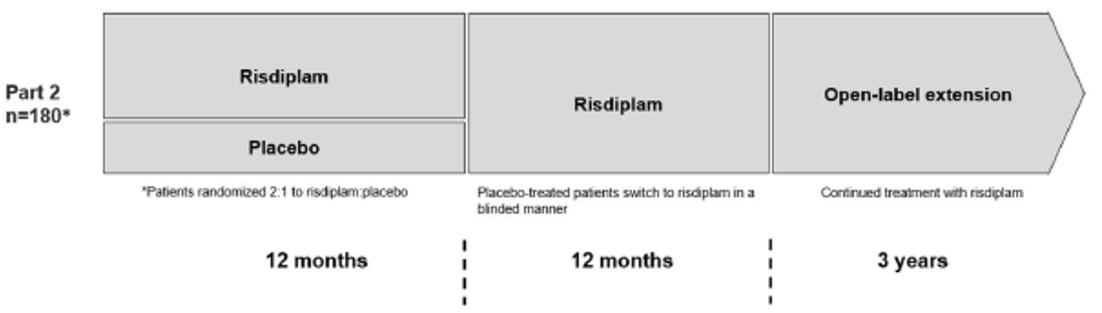 Part 2
n=180*
Risdiplam
Placebo
Risdiplam
Open-label extension
*Patients randomized 2:1 to risdiplam:placebo
Placebo-treated patients switch to risdiplam in a
blinded manner
Continued treatment with risdiplam
12 months
12 months
3 years